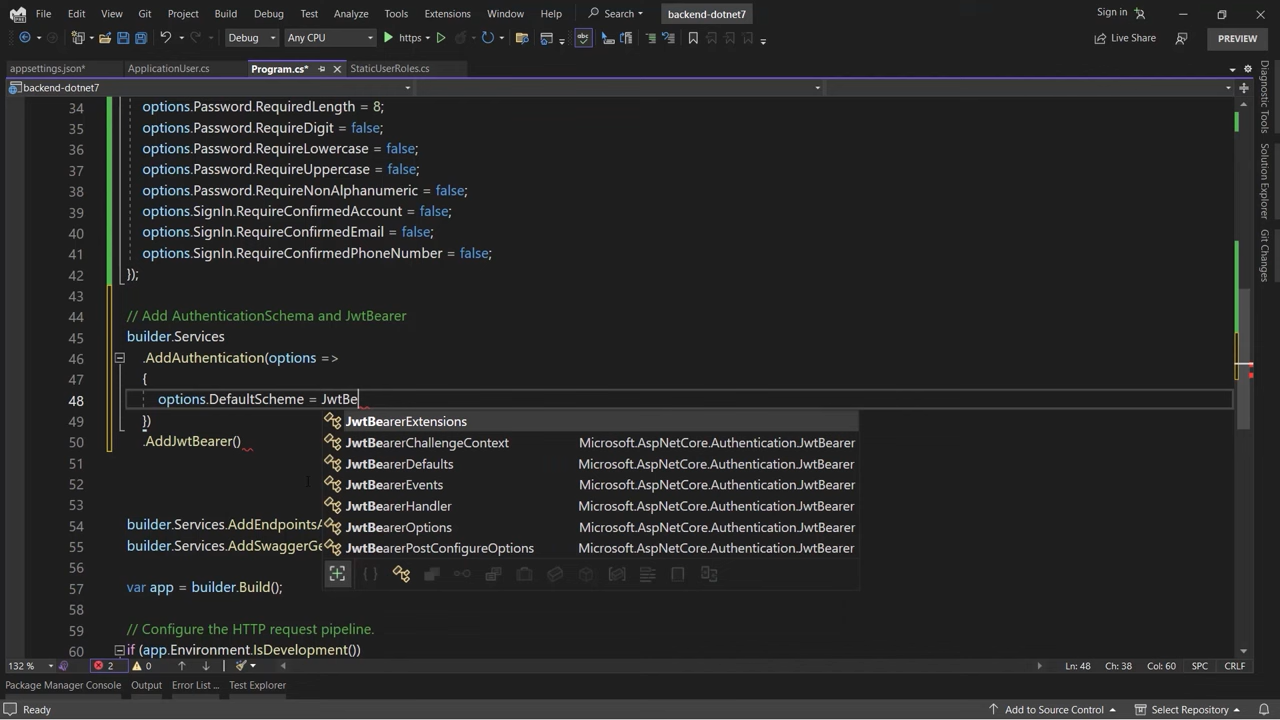 File Edit View Git Project Build Debug Test Analyze Tools Extensions Window Help Search backend-dotnet7 Sign in
Debug Any CPU https abc Live Share PREVIEW
appsettings.json* ApplicationUser.cs Program.cs* StaticUserRoles.cs
backend-dotnet7
34 options.Password.RequiredLength = 8;
35 options.Password.RequireDigit = false;
36 options.Password.RequireLowercase = false;
37 options.Password.RequireUppercase = false;
38 options.Password.RequireNonAlphanumeric = false;
39 options.SignIn.RequireConfirmedAccount = false;
40 options.SignIn.RequireConfirmedEmail = false;
41 options.SignIn.RequireConfirmedPhoneNumber = false;
42 });
43
44 // Add AuthenticationSchema and JwtBearer
45 builder.Services
46 .AddAuthentication(options =>
47 {
48 options.DefaultScheme = JwtBe
49 })
50 .AddJwtBearer()
51
52
53
54 builder.Services.AddEndpointsA
55 builder.Services.AddSwaggerGe
56
57 var app = builder.Build();
58
59 // Configure the HTTP request pipeline.
60 if (app.Environment.IsDevelopment())
JwtBearerExtensions
JwtBearerChallengeContext Microsoft.AspNetCore.Authentication.JwtBearer
JwtBearerDefaults Microsoft.AspNetCore.Authentication.JwtBearer
JwtBearerEvents Microsoft.AspNetCore.Authentication.JwtBearer
JwtBearerHandler Microsoft.AspNetCore.Authentication.JwtBearer
JwtBearerOptions Microsoft.AspNetCore.Authentication.JwtBearer
JwtBearerPostConfigureOptions Microsoft.AspNetCore.Authentication.JwtBearer
Diagnostic Tools
Solution Explorer
Git Changes
132 % 2 0 Ln: 48 Ch: 38 Col: 60 SPC CRLF
Package Manager Console Output Error List ... Test Explorer
Ready Add to Source Control Select Repository